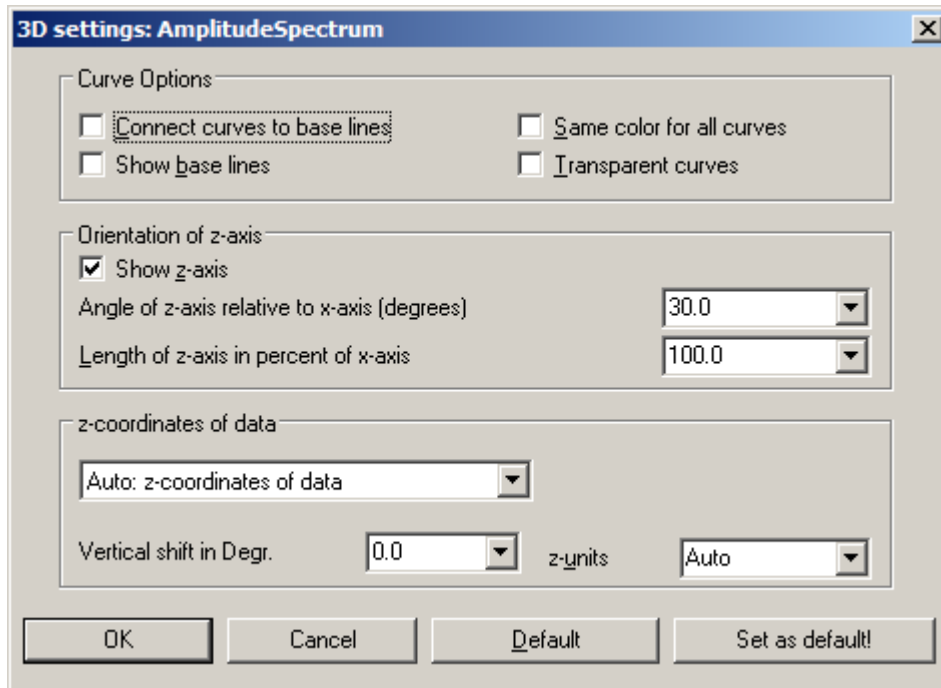 3D settings: AmplitudeSpectrum
Curve Options
Connect curves to base lines
Same color for all curves
Show base lines
Transparent curves
Orientation of z-axis
Show z-axis
Angle of z-axis relative to x-axis (degrees)
30.0
Length of z-axis in percent of x-axis
100.0
z-coordinates of data
Auto: z-coordinates of data
Vertical shift in Degr.
0.0
z-units
Auto
OK
Cancel
Default
Set as default!